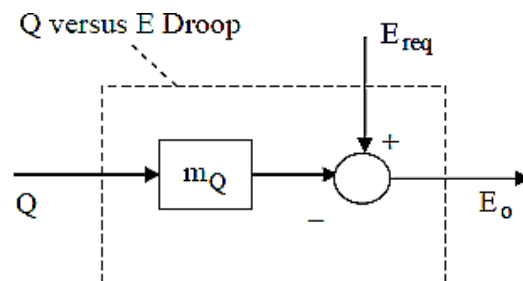 Q versus E Droop
E_req
+
m_Q
Q
−
E_o